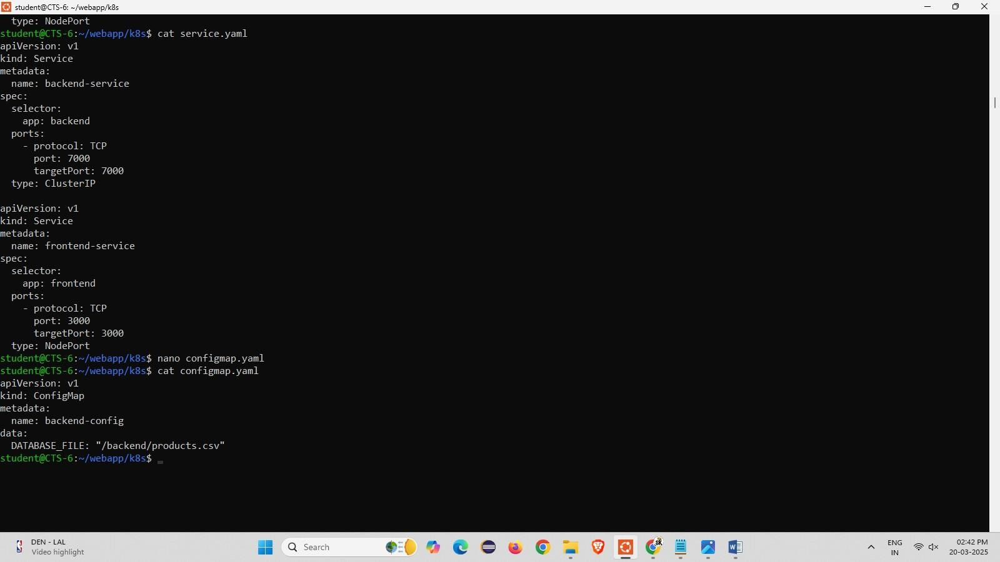 student@CTS-6: ~/webapp/k8s
  type: NodePort
student@CTS-6:~/webapp/k8s$ cat service.yaml
apiVersion: v1
kind: Service
metadata:
  name: backend-service
spec:
  selector:
    app: backend
  ports:
    - protocol: TCP
      port: 7000
      targetPort: 7000
  type: ClusterIP

apiVersion: v1
kind: Service
metadata:
  name: frontend-service
spec:
  selector:
    app: frontend
  ports:
    - protocol: TCP
      port: 3000
      targetPort: 3000
  type: NodePort
student@CTS-6:~/webapp/k8s$ nano configmap.yaml
student@CTS-6:~/webapp/k8s$ cat configmap.yaml
apiVersion: v1
kind: ConfigMap
metadata:
  name: backend-config
data:
  DATABASE_FILE: "/backend/products.csv"
student@CTS-6:~/webapp/k8s$
DEN - LAL
Video highlight
Search
SK
W
ENG
IN
02:42 PM
20-03-2025